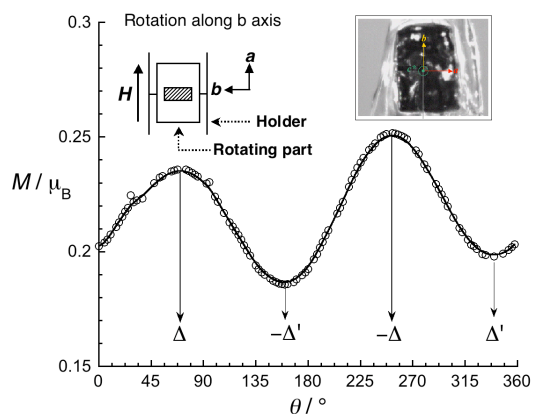 Rotation along b axis
H
a
b
Holder
Rotating part
b
M / μB
0.3
0.25
0.2
0.15
Δ
−Δ'
−Δ
Δ'
0
45
90
135
180
225
270
315
360
θ / °